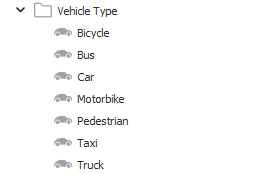 Vehicle Type
Bicycle
Bus
Car
Motorbike
Pedestrian
Taxi
Truck